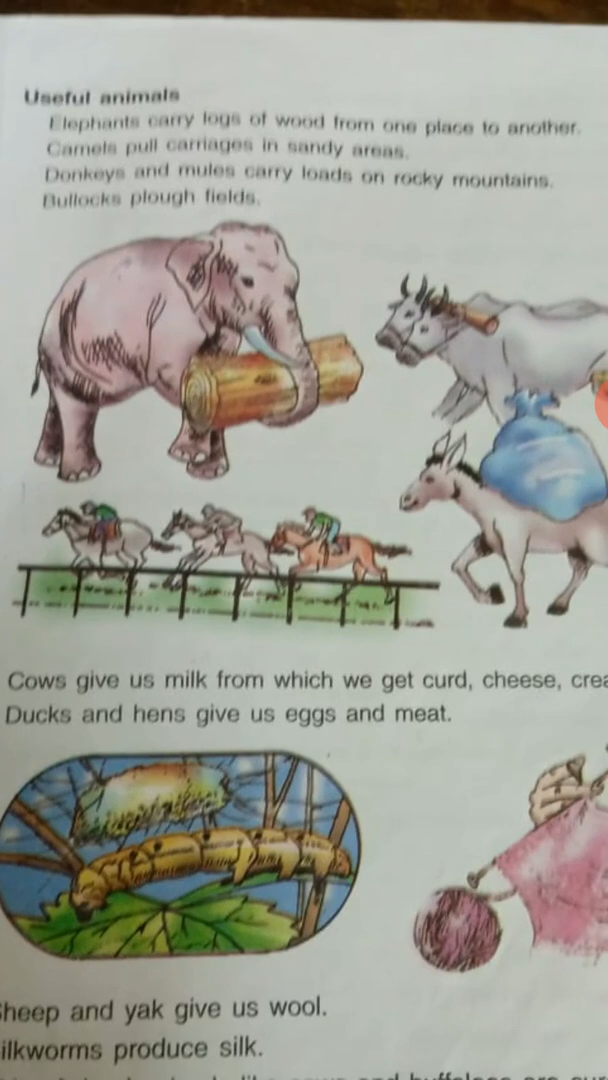 Useful animals
Elephants carry logs of wood from one place to another.
Camels pull carriages in sandy areas.
Donkeys and mules carry loads on rocky mountains.
Bullocks plough fields.
Cows give us milk from which we get curd, cheese, crea
Ducks and hens give us eggs and meat.
Sheep and yak give us wool.
ilkworms produce silk.